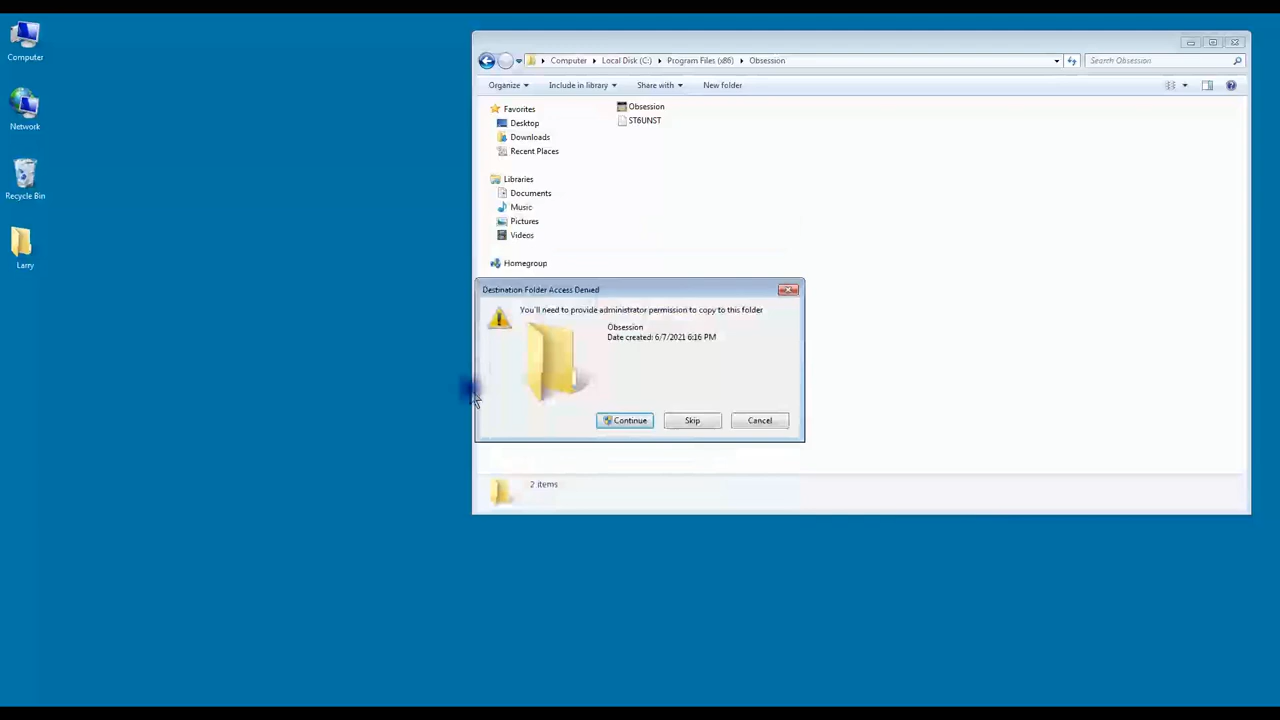 Computer
Network
Recycle Bin
Larry
Computer Local Disk (C:) Program Files (x86) Obsession
Search Obsession
Organize Include in library Share with New folder
Favorites
Desktop
Downloads
Recent Places
Libraries
Documents
Music
Pictures
Videos
Homegroup
Obsession
ST6UNST
Destination Folder Access Denied
You'll need to provide administrator permission to copy to this folder
Obsession
Date created: 6/7/2021 6:16 PM
Continue Skip Cancel
2 items